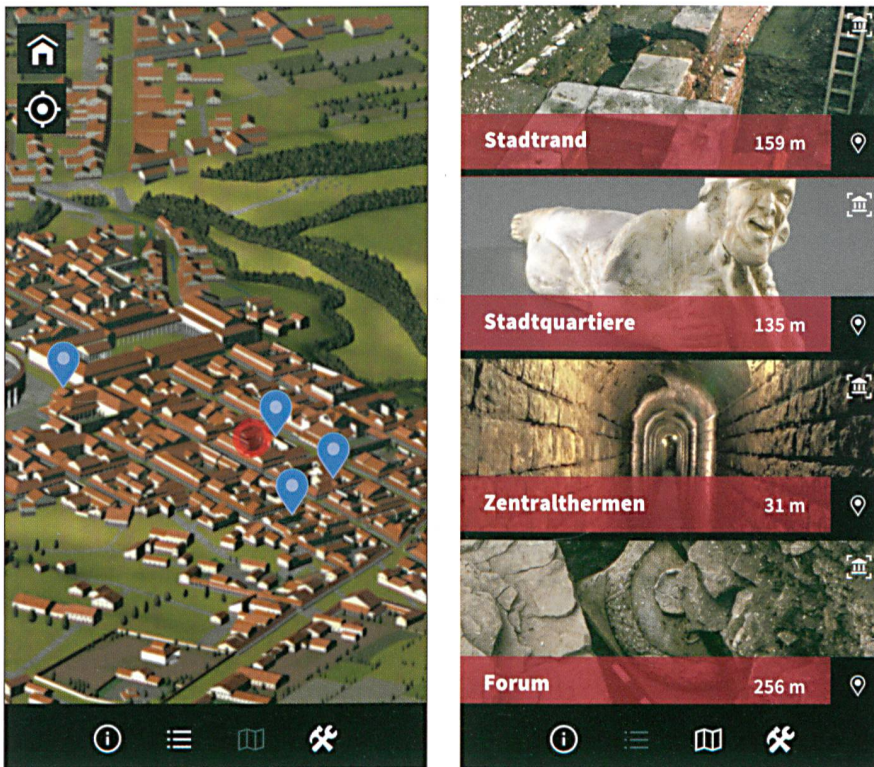 Stadtrand 159 m
Stadtquartiere 135 m
Zentralthermen 31 m
Forum 256 m